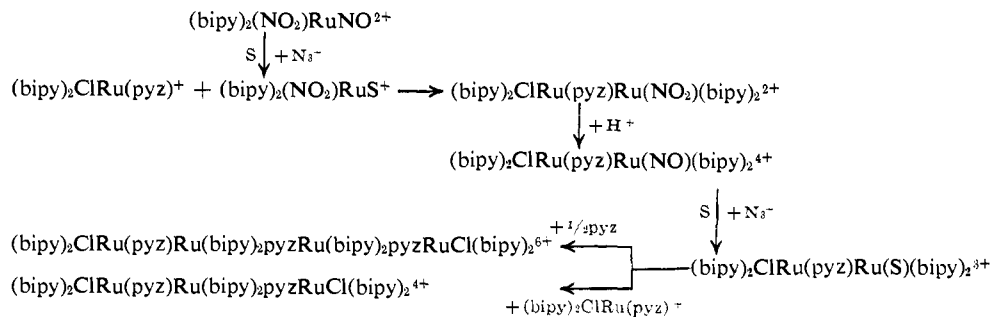 (bipy)₂(NO₂)RuNO²⁺
S +N₃⁻
(bipy)₂ClRu(pyz)⁺ + (bipy)₂(NO₂)RuS⁺ ⟶ (bipy)₂ClRu(pyz)Ru(NO₂)(bipy)₂²⁺
+H⁺
(bipy)₂ClRu(pyz)Ru(NO)(bipy)₂⁴⁺
S +N₃⁻
+¹/₂pyz
(bipy)₂ClRu(pyz)Ru(bipy)₂pyzRu(bipy)₂pyzRuCl(bipy)₂⁶⁺
(bipy)₂ClRu(pyz)Ru(S)(bipy)₂³⁺
(bipy)₂ClRu(pyz)Ru(bipy)₂pyzRuCl(bipy)₂⁴⁺
+(bipy)₂ClRu(pyz)⁺